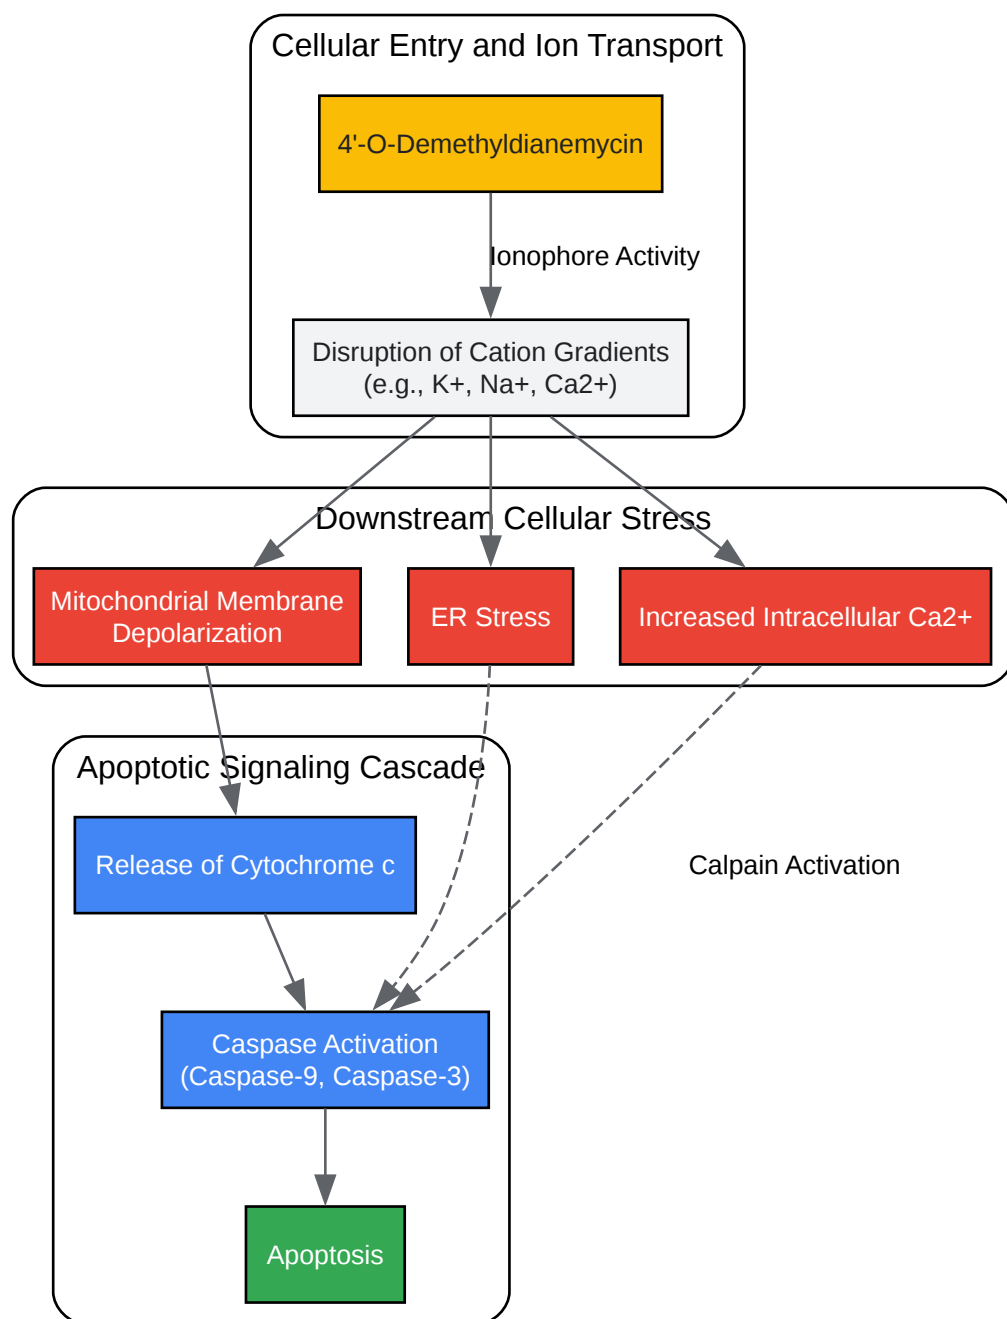 Cellular Entry and Ion Transport
4'-O-Demethyldianemycin
Ionophore Activity
Disruption of Cation Gradients
(e.g., K+, Na+, Ca2+)
Downstream Cellular Stress
Mitochondrial Membrane
Depolarization
ER Stress
Increased Intracellular Ca2+
Apoptotic Signaling Cascade
Release of Cytochrome c
Calpain Activation
Caspase Activation
(Caspase-9, Caspase-3)
Apoptosis